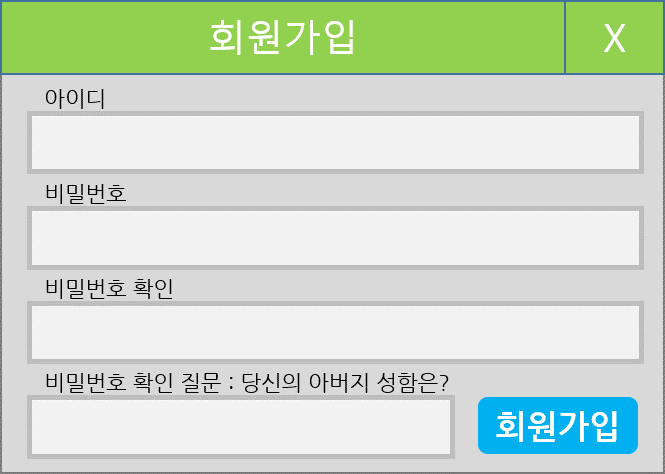 회원가입 X
아이디
비밀번호
비밀번호 확인
비밀번호 확인 질문 : 당신의 아버지 성함은?
회원가입